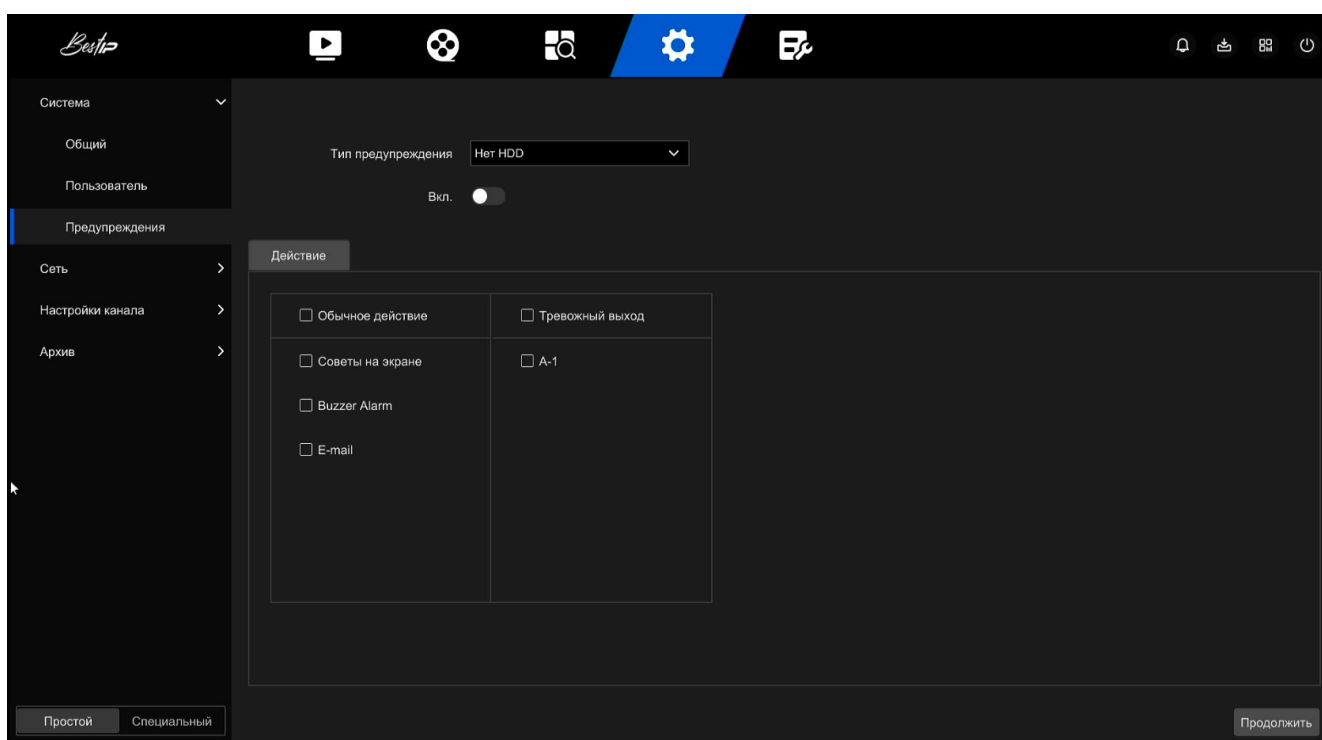 BestIP
Система
Общий
Пользователь
Предупреждения
Сеть
Настройки канала
Архив
Тип предупреждения Нет HDD
Вкл.
Действие
Обычное действие Тревожный выход
Советы на экране A-1
Buzzer Alarm
E-mail
Простой Специальный
Продолжить